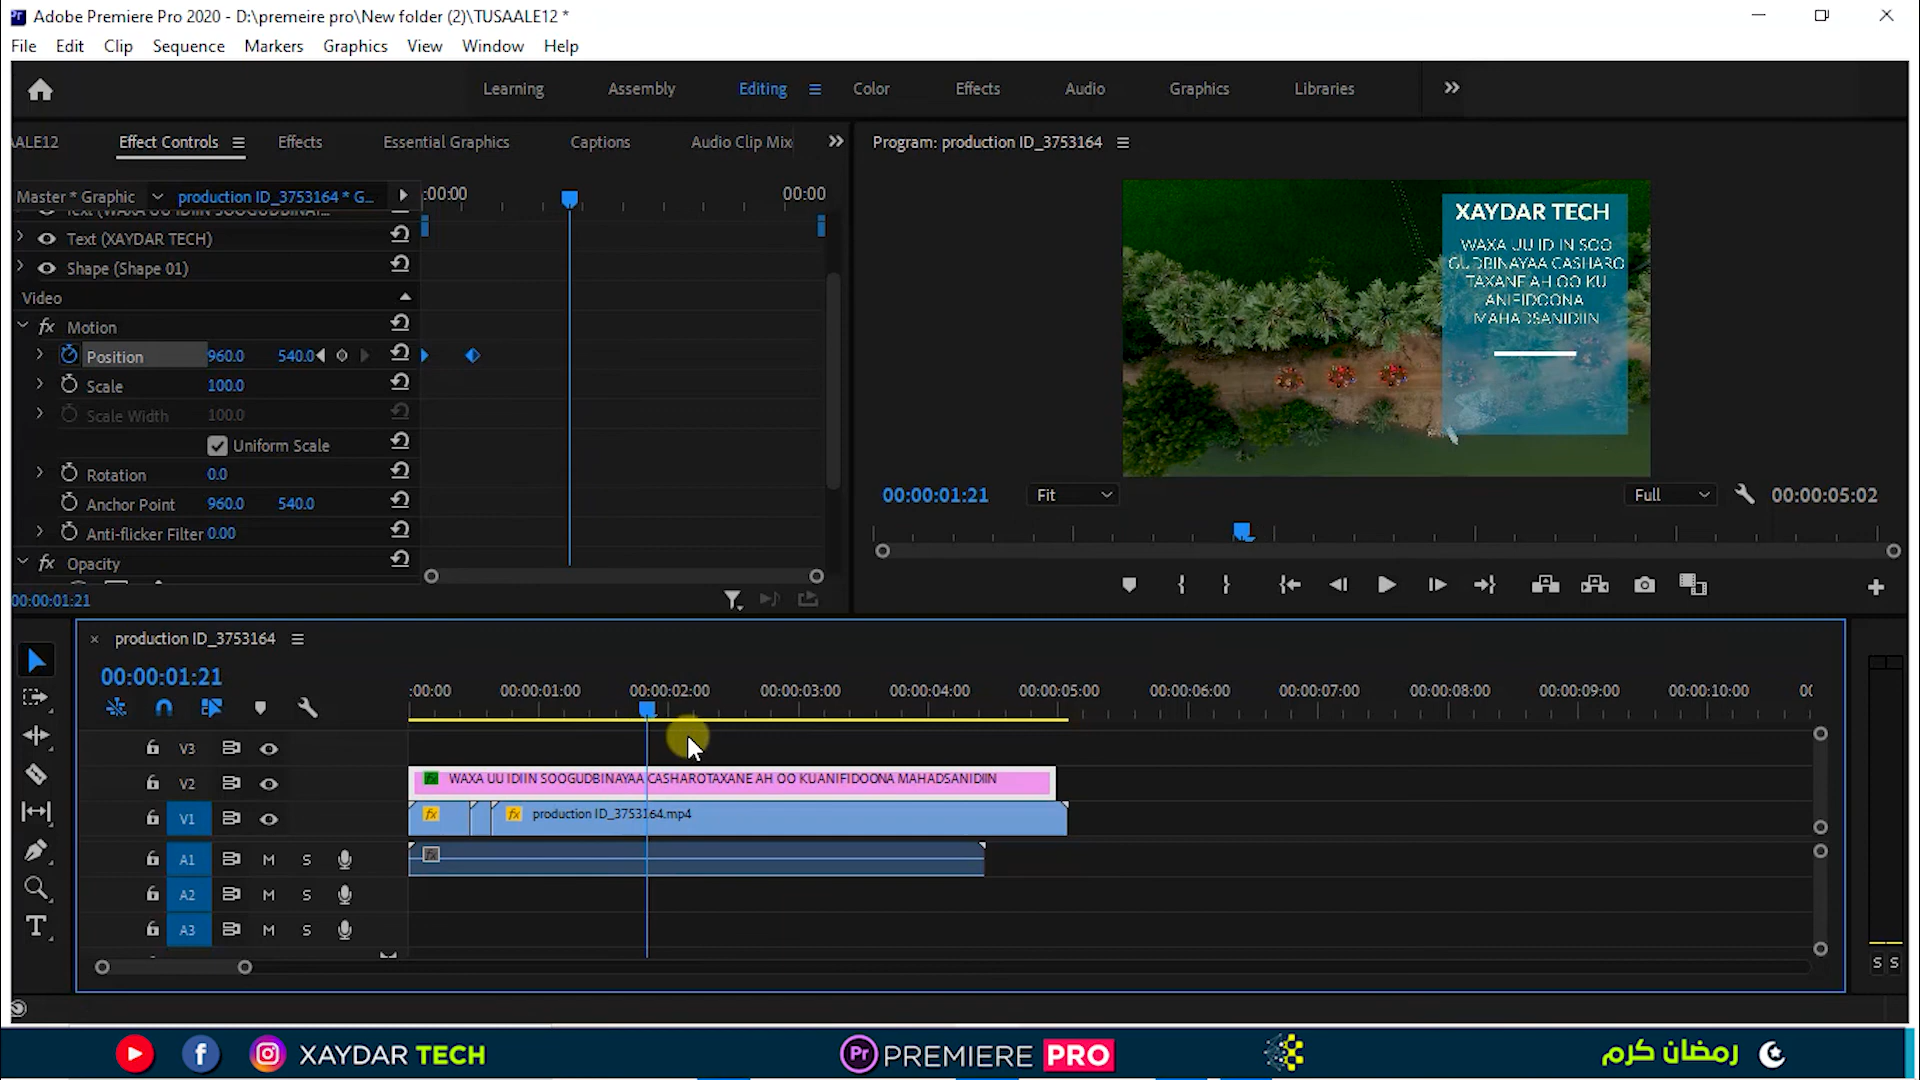 Adobe Premiere Pro 2020 - D:\premeire pro\New folder (2)\TUSAALE12 *
File Edit Clip Sequence Markers Graphics View Window Help
Learning Assembly Editing Color Effects Audio Graphics Libraries
ALE12 Effect Controls Effects Essential Graphics Captions Audio Clip Mix
Program: production ID_3753164
Master * Graphic production ID_3753164 * G...
:00:00 00:00
Text (XAYDAR TECH)
Shape (Shape 01)
Video
fx Motion
Position 960.0 540.0
Scale 100.0
Scale Width 100.0
Uniform Scale
Rotation 0.0
Anchor Point 960.0 540.0
Anti-flicker Filter 0.00
fx Opacity
00:00:01:21
XAYDAR TECH
WAXA UU ID IN SOO
GUDBINAYAA CASHARO
TAXANE AH OO KU
ANIFIDOONA
MAHADSANIDIIN
00:00:01:21 Fit Full 00:00:05:02
production ID_3753164
00:00:01:21
:00:00 00:00:01:00 00:00:02:00 00:00:03:00 00:00:04:00 00:00:05:00 00:00:06:00 00:00:07:00 00:00:08:00 00:00:09:00 00:00:10:00 00
V3
V2 WAXA UU IDIIN SOOGUDBINAYAA CASHAROTAXANE AH OO KUANIFIDOONA MAHADSANIDIIN
V1 fx fx production ID_3753164.mp4
A1 M S fx
A2 M S
A3 M S
S S
XAYDAR TECH
Pr PREMIERE PRO
رمضان كرم